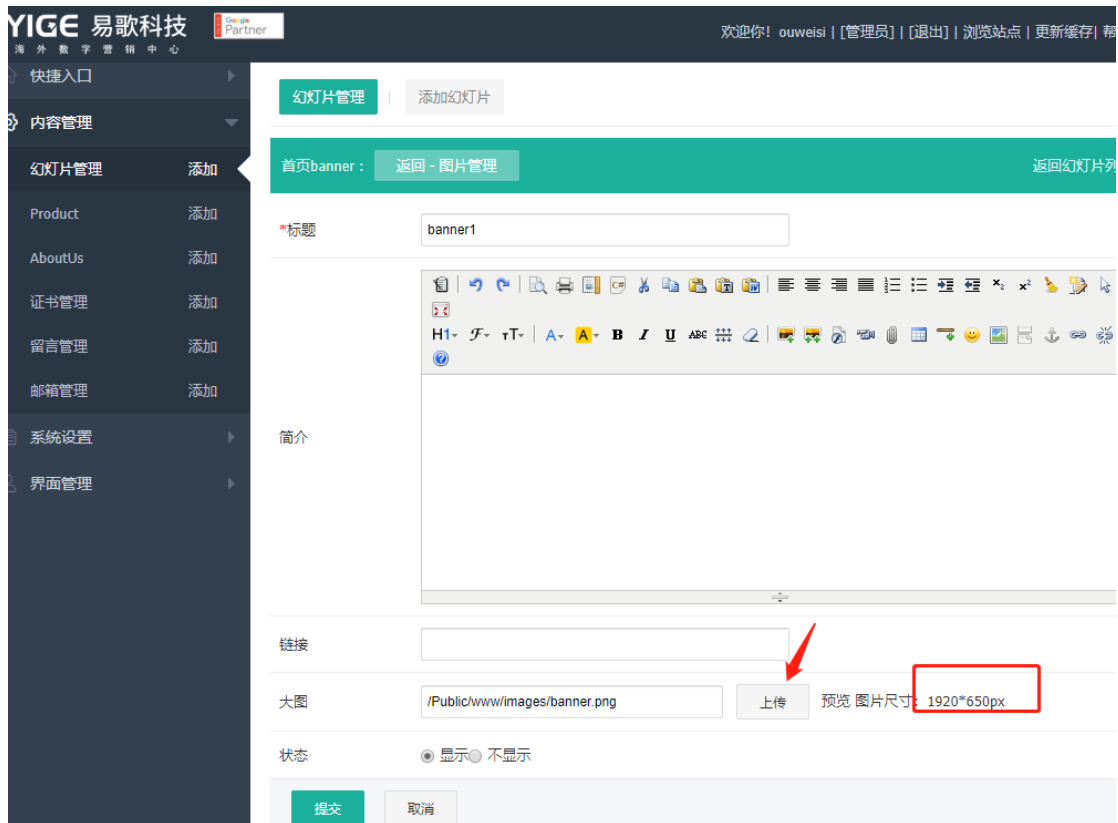 YIGE 易歌科技
海外数字营销中心
Google
Partner
欢迎你！ouweisi | [管理员] | [退出] | 浏览站点 | 更新缓存| 帮
快捷入口
内容管理
幻灯片管理 添加
Product 添加
AboutUs 添加
证书管理 添加
留言管理 添加
邮箱管理 添加
系统设置
界面管理
幻灯片管理 | 添加幻灯片
首页banner： 返回 - 图片管理 返回幻灯片列
*标题 banner1
C#
T W
x₂ x²
H1 F тT A A B I U ABC
简介
链接
大图 /Public/www/images/banner.png 上传 预览 图片尺寸：1920*650px
状态 显示 不显示
提交 取消